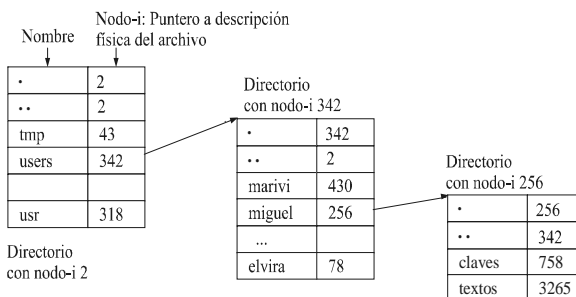 Nombre
Nodo-i: Puntero a descripción
física del archivo
. 2
.. 2
tmp 43
users 342
usr 318
Directorio
con nodo-i 2
Directorio
con nodo-i 342
. 342
.. 2
marivi 430
miguel 256
...
elvira 78
Directorio
con nodo-i 256
. 256
.. 342
claves 758
textos 3265